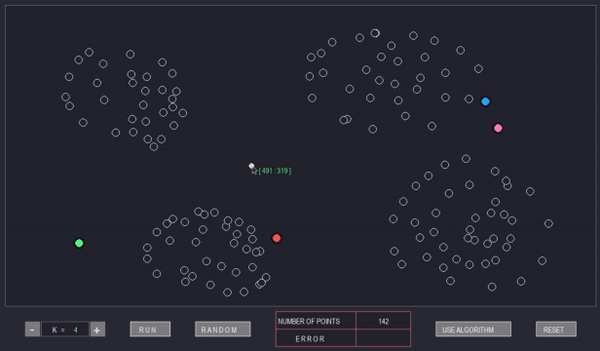 [491 : 319]
- K = 4 + RUN RANDOM NUMBER OF POINTS 142 USE ALGORITHM RESET
ERROR